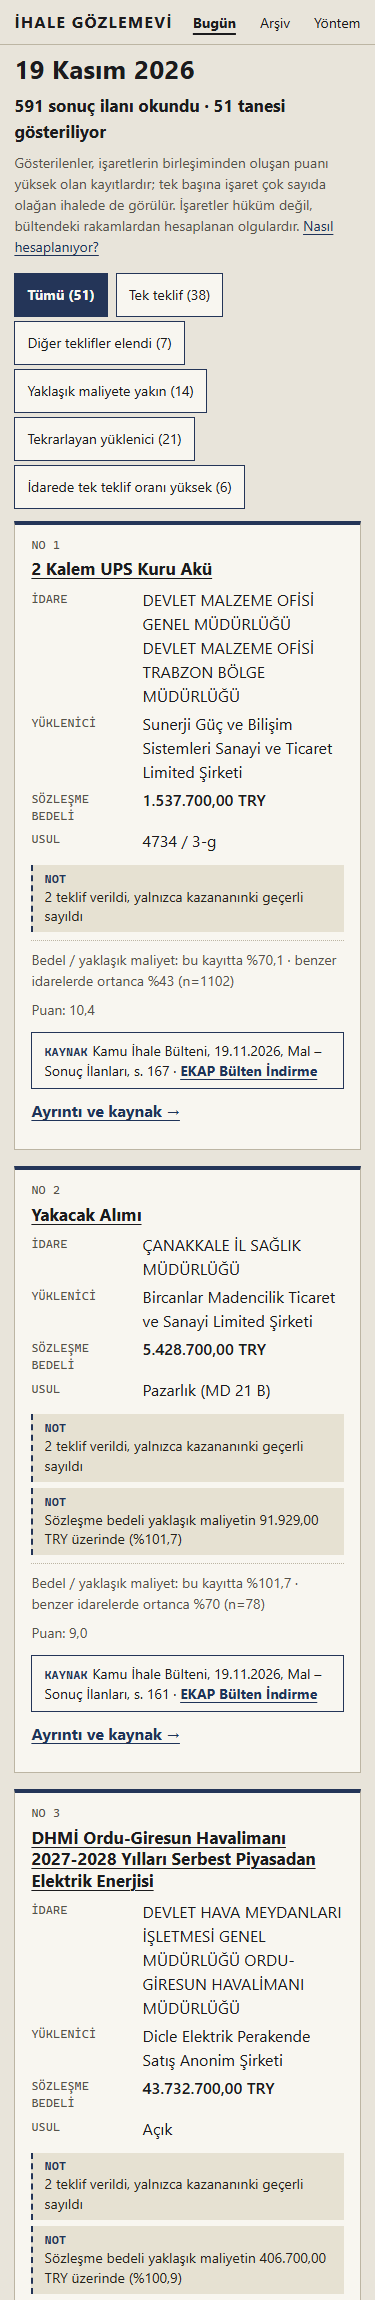 İHALE GÖZLEMEVİ Bugün Arşiv Yöntem
19 Kasım 2026
591 sonuç ilanı okundu · 51 tanesi
gösteriliyor
Gösterilenler, işaretlerin birleşiminden oluşan puanı
yüksek olan kayıtlardır; tek başına işaret çok sayıda
olağan ihalede de görülür. İşaretler hüküm değil,
bültendeki rakamlardan hesaplanan olgulardır. Nasıl
hesaplanıyor?
Tümü (51) Tek teklif (38)
Diğer teklifler elendi (7)
Yaklaşık maliyete yakın (14)
Tekrarlayan yüklenici (21)
İdarede tek teklif oranı yüksek (6)
NO 1
2 Kalem UPS Kuru Akü
İDARE DEVLET MALZEME OFİSİ
GENEL MÜDÜRLÜĞÜ
DEVLET MALZEME OFİSİ
TRABZON BÖLGE
MÜDÜRLÜĞÜ
YÜKLENİCİ Sunerji Güç ve Bilişim
Sistemleri Sanayi ve Ticaret
Limited Şirketi
SÖZLEŞME 1.537.700,00 TRY
BEDELİ
USUL 4734 / 3-g
NOT
2 teklif verildi, yalnızca kazananınki geçerli
sayıldı
Bedel / yaklaşık maliyet: bu kayıtta %70,1 · benzer
idarelerde ortanca %43 (n=1102)
Puan: 10,4
KAYNAK Kamu İhale Bülteni, 19.11.2026, Mal –
Sonuç İlanları, s. 167 · EKAP Bülten İndirme
Ayrıntı ve kaynak →
NO 2
Yakacak Alımı
İDARE ÇANAKKALE İL SAĞLIK
MÜDÜRLÜĞÜ
YÜKLENİCİ Bircanlar Madencilik Ticaret
ve Sanayi Limited Şirketi
SÖZLEŞME 5.428.700,00 TRY
BEDELİ
USUL Pazarlık (MD 21 B)
NOT
2 teklif verildi, yalnızca kazananınki geçerli
sayıldı
NOT
Sözleşme bedeli yaklaşık maliyetin 91.929,00
TRY üzerinde (%101,7)
Bedel / yaklaşık maliyet: bu kayıtta %101,7 ·
benzer idarelerde ortanca %70 (n=78)
Puan: 9,0
KAYNAK Kamu İhale Bülteni, 19.11.2026, Mal –
Sonuç İlanları, s. 161 · EKAP Bülten İndirme
Ayrıntı ve kaynak →
NO 3
DHMİ Ordu-Giresun Havalimanı
2027-2028 Yılları Serbest Piyasadan
Elektrik Enerjisi
İDARE DEVLET HAVA MEYDANLARI
İŞLETMESİ GENEL
MÜDÜRLÜĞÜ ORDU-
GİRESUN HAVALİMANI
MÜDÜRLÜĞÜ
YÜKLENİCİ Dicle Elektrik Perakende
Satış Anonim Şirketi
SÖZLEŞME 43.732.700,00 TRY
BEDELİ
USUL Açık
NOT
2 teklif verildi, yalnızca kazananınki geçerli
sayıldı
NOT
Sözleşme bedeli yaklaşık maliyetin 406.700,00
TRY üzerinde (%100,9)